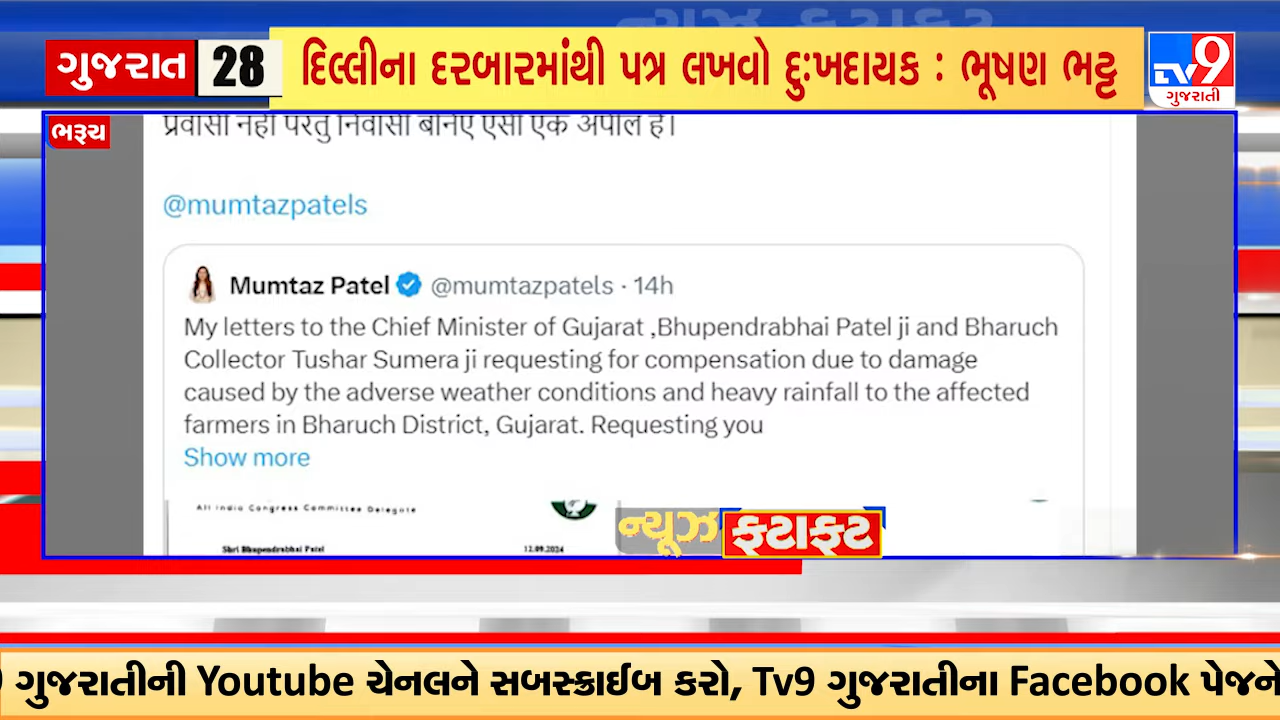 ગુજરાત 28 દિલ્લીના દરબારમાંથી પત્ર લખવો દુઃખદાયક : ભૂષણ ભટ્ટ
TV9
ગુજરાતી
ભરૂચ
प्रवासी नहीं परंतु निवासी बनिए ऐसी एक अपील है।
@mumtazpatels
Mumtaz Patel @mumtazpatels · 14h
My letters to the Chief Minister of Gujarat ,Bhupendrabhai Patel ji and Bharuch
Collector Tushar Sumera ji requesting for compensation due to damage
caused by the adverse weather conditions and heavy rainfall to the affected
farmers in Bharuch District, Gujarat. Requesting you
Show more
All India Congress Committee Delegate
Shri Bhupendrabhai Patel 12.09.2024
ન્યૂઝ ફટાફટ
ગુજરાતીની Youtube ચેનલને સબસ્ક્રાઈબ કરો, Tv9 ગુજરાતીના Facebook પેજને